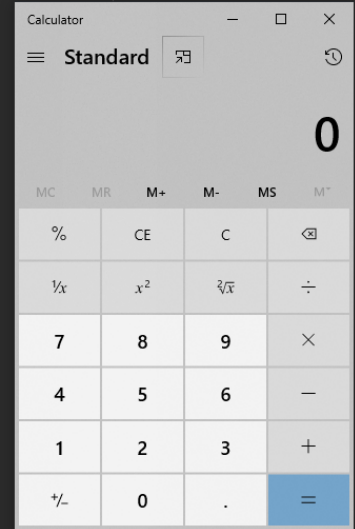 Calculator
Standard
0
MC MR M+ M- MS M˅
% CE C
¹/x x² ²√x ÷
7 8 9 ×
4 5 6 −
1 2 3 +
+/− 0 . =